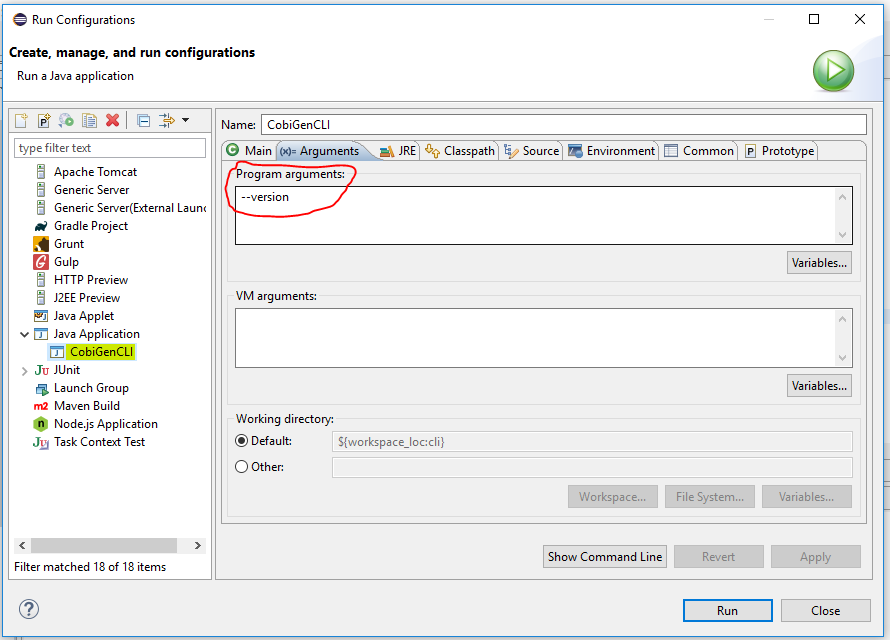 Run Configurations
Create, manage, and run configurations
Run a Java application
type filter text
Apache Tomcat
Generic Server
Generic Server(External Laun
Gradle Project
Grunt
Gulp
HTTP Preview
J2EE Preview
Java Applet
Java Application
CobiGenCLI
JUnit
Launch Group
Maven Build
Node.js Application
Task Context Test
Filter matched 18 of 18 items
Name: CobiGenCLI
Main (x)= Arguments JRE Classpath Source Environment Common Prototype
Program arguments:
--version
Variables...
VM arguments:
Variables...
Working directory:
Default: ${workspace_loc:cli}
Other:
Workspace... File System... Variables...
Show Command Line Revert Apply
Run Close